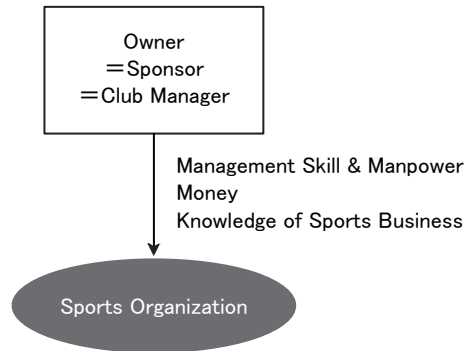 Owner
＝Sponsor
＝Club Manager
Management Skill & Manpower
Money
Knowledge of Sports Business
Sports Organization